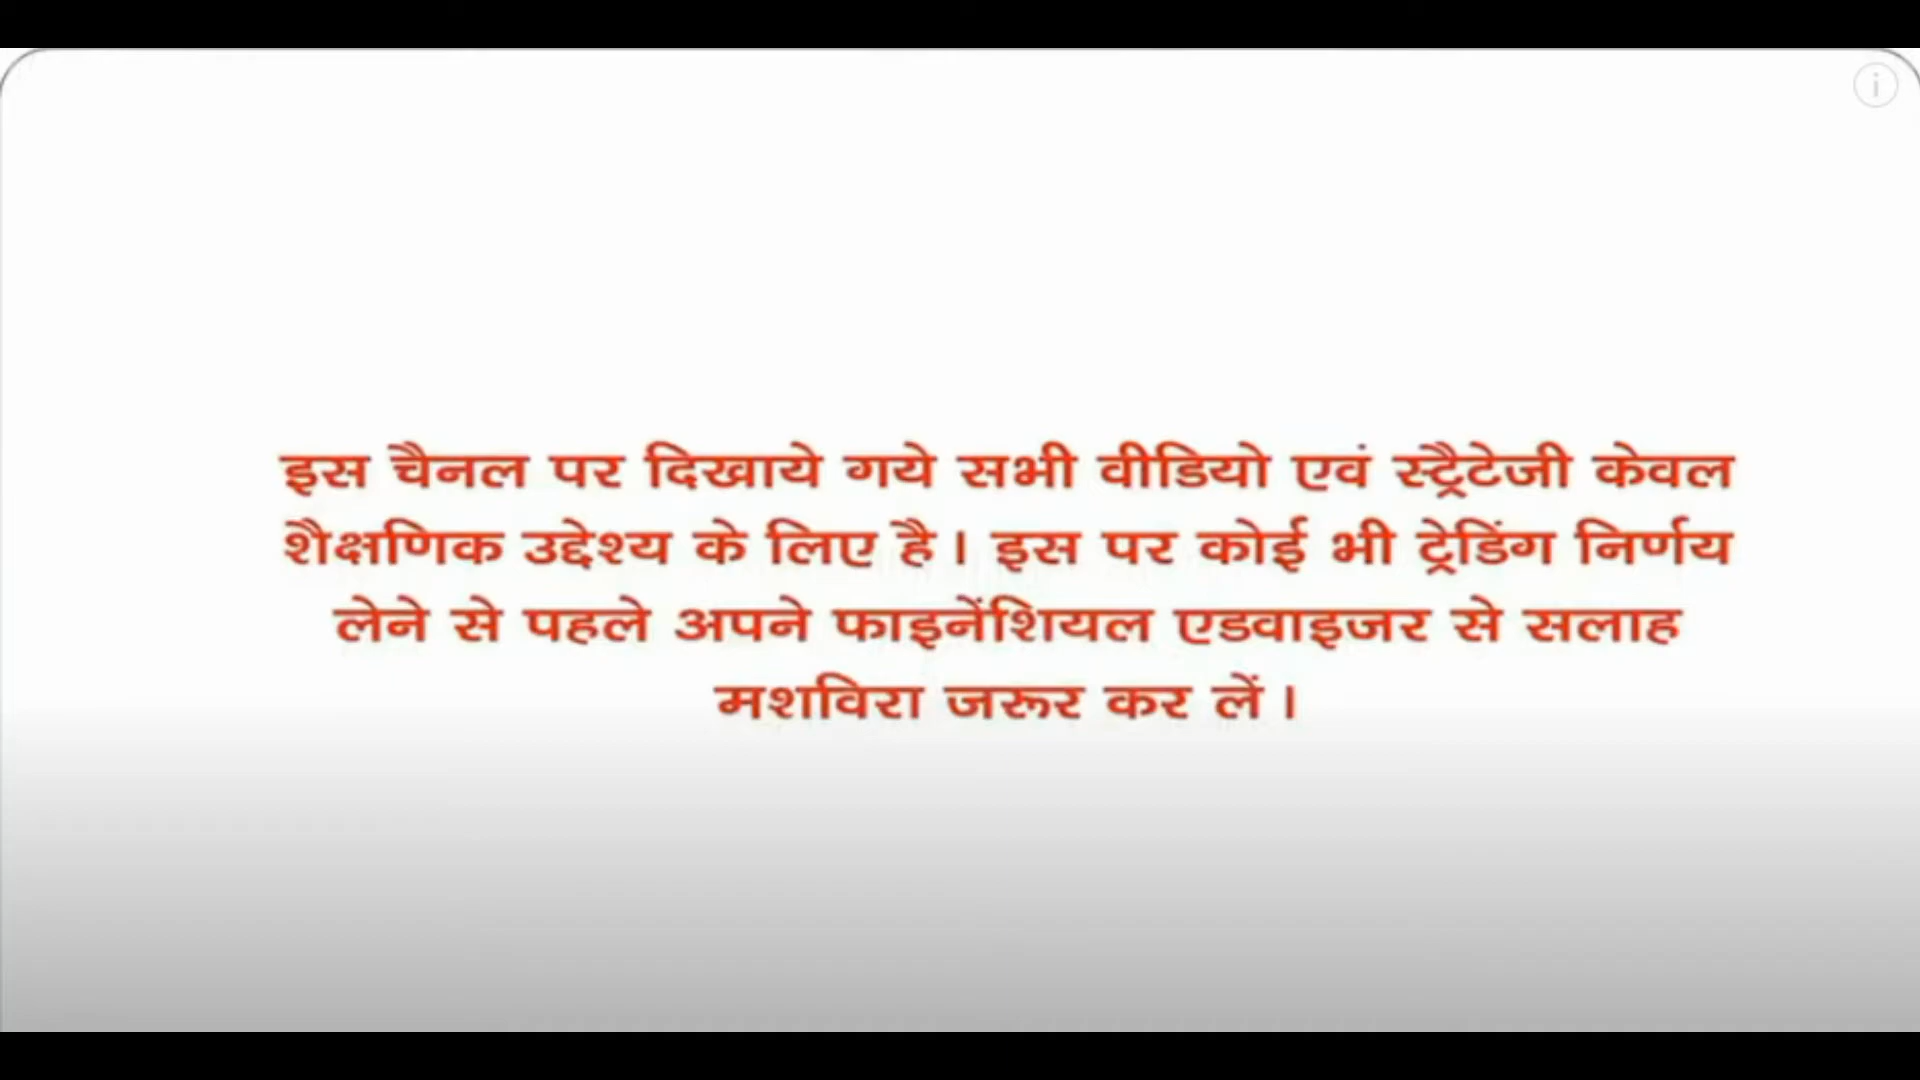 इस चैनल पर दिखाये गये सभी वीडियो एवं स्ट्रैटेजी केवल
शैक्षणिक उद्देश्य के लिए है। इस पर कोई भी ट्रेडिंग निर्णय
लेने से पहले अपने फाइनेंशियल एडवाइजर से सलाह
मशविरा जरूर कर लें।